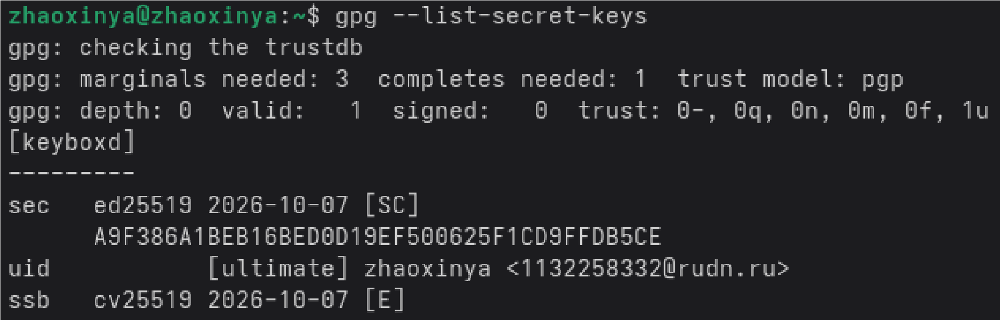 zhaoxinya@zhaoxinya:~$ gpg --list-secret-keys
gpg: checking the trustdb
gpg: marginals needed: 3  completes needed: 1  trust model: pgp
gpg: depth: 0  valid:   1  signed:   0  trust: 0-, 0q, 0n, 0m, 0f, 1u
[keyboxd]
---------
sec   ed25519 2026-10-07 [SC]
      A9F386A1BEB16BED0D19EF500625F1CD9FFDB5CE
uid           [ultimate] zhaoxinya <1132258332@rudn.ru>
ssb   cv25519 2026-10-07 [E]